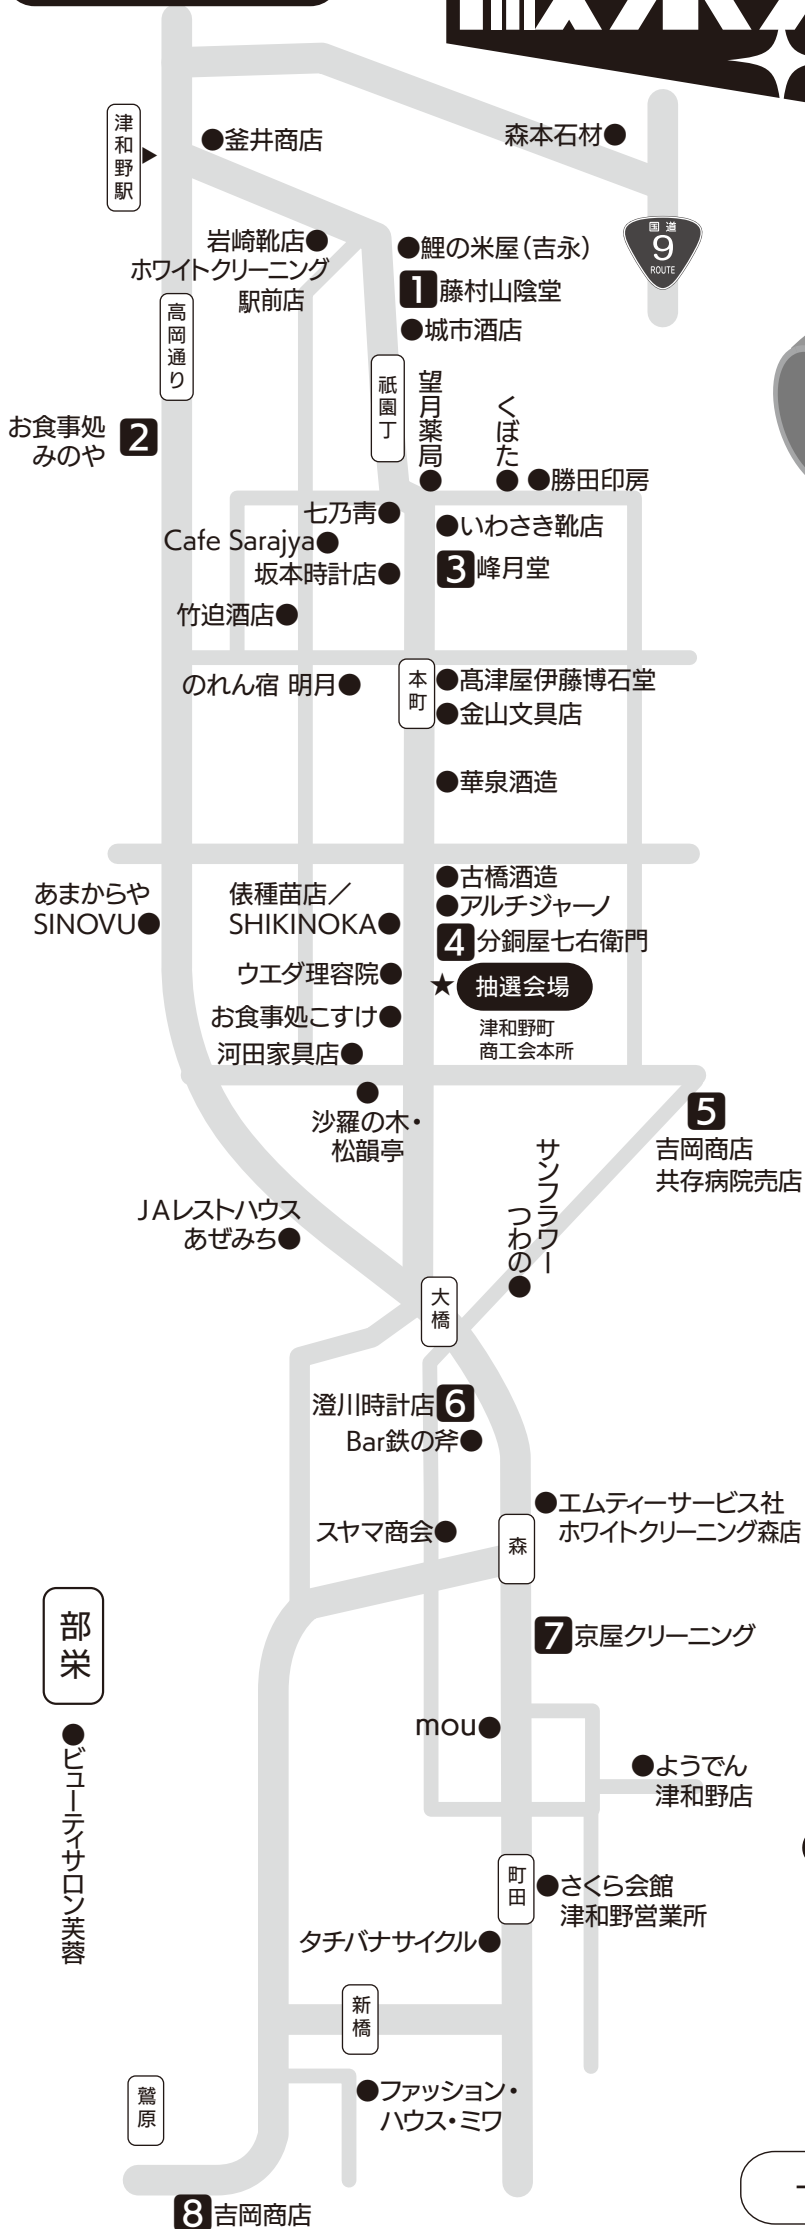 津和野駅
●釜井商店
森本石材●
国道
9
ROUTE
岩崎靴店●
ホワイトクリーニング
駅前店
●鯉の米屋（吉永）
1 藤村山陰堂
●城市酒店
高岡通り
祇園丁
望月薬局●
くぼた●
●勝田印房
お食事処
みのや
2
七乃靑●
●いわさき靴店
Cafe Sarajya●
坂本時計店●
3 峰月堂
竹迫酒店●
のれん宿 明月●
本町
●髙津屋伊藤博石堂
●金山文具店
●華泉酒造
●古橋酒造
●アルチジャーノ
4 分銅屋七右衛門
あまからや
SINOVU●
俵種苗店／
SHIKINOKA●
ウエダ理容院●
★抽選会場
津和野町
商工会本所
お食事処こすけ●
河田家具店●
●
沙羅の木・
松韻亭
5
吉岡商店
共存病院売店
サンフラワー
つわの●
JAレストハウス
あぜみち●
大橋
澄川時計店6
Bar鉄の斧●
●エムティーサービス社
ホワイトクリーニング森店
スヤマ商会●
森
7 京屋クリーニング
部栄
●ビューティサロン芙蓉
mou●
●ようでん
津和野店
町田
●さくら会館
津和野営業所
タチバナサイクル●
新橋
鷲原
●ファッション・
ハウス・ミワ
8 吉岡商店